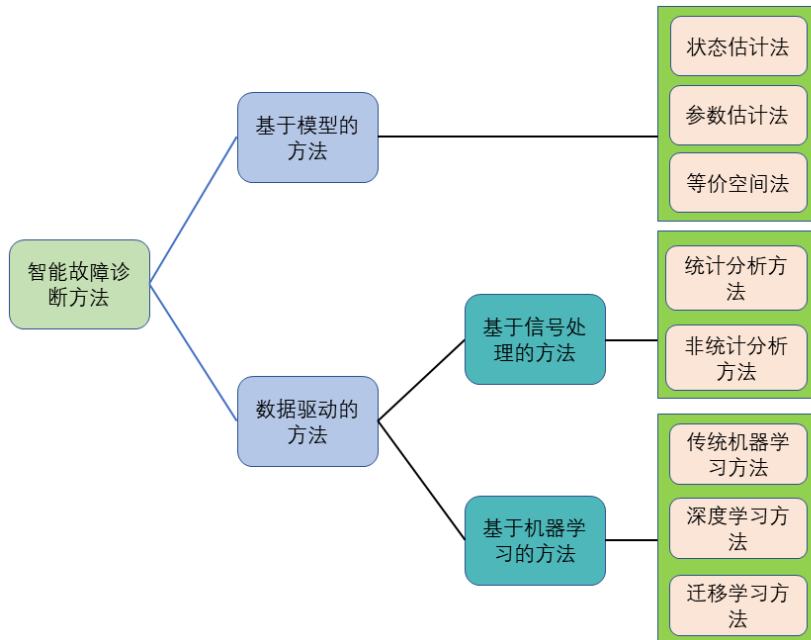 智能故障诊
断方法
基于模型的
方法
状态估计法
参数估计法
等价空间法
数据驱动的
方法
基于信号处
理的方法
统计分析方
法
非统计分析
方法
基于机器学
习的方法
传统机器学
习方法
深度学习方
法
迁移学习方
法